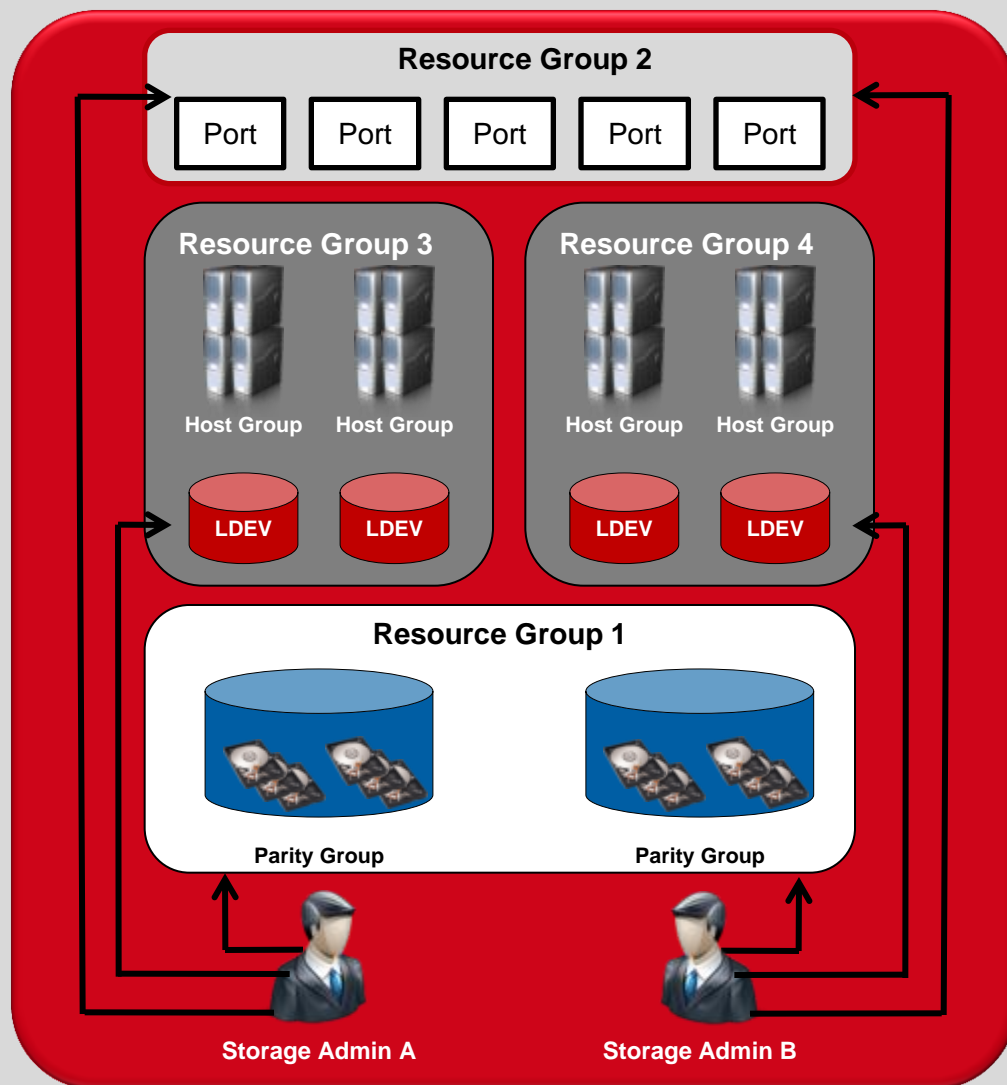 Resource Group 2
Port Port Port Port Port
Resource Group 3
Host Group Host Group
LDEV LDEV
Resource Group 4
Host Group Host Group
LDEV LDEV
Resource Group 1
Parity Group Parity Group
Storage Admin A Storage Admin B